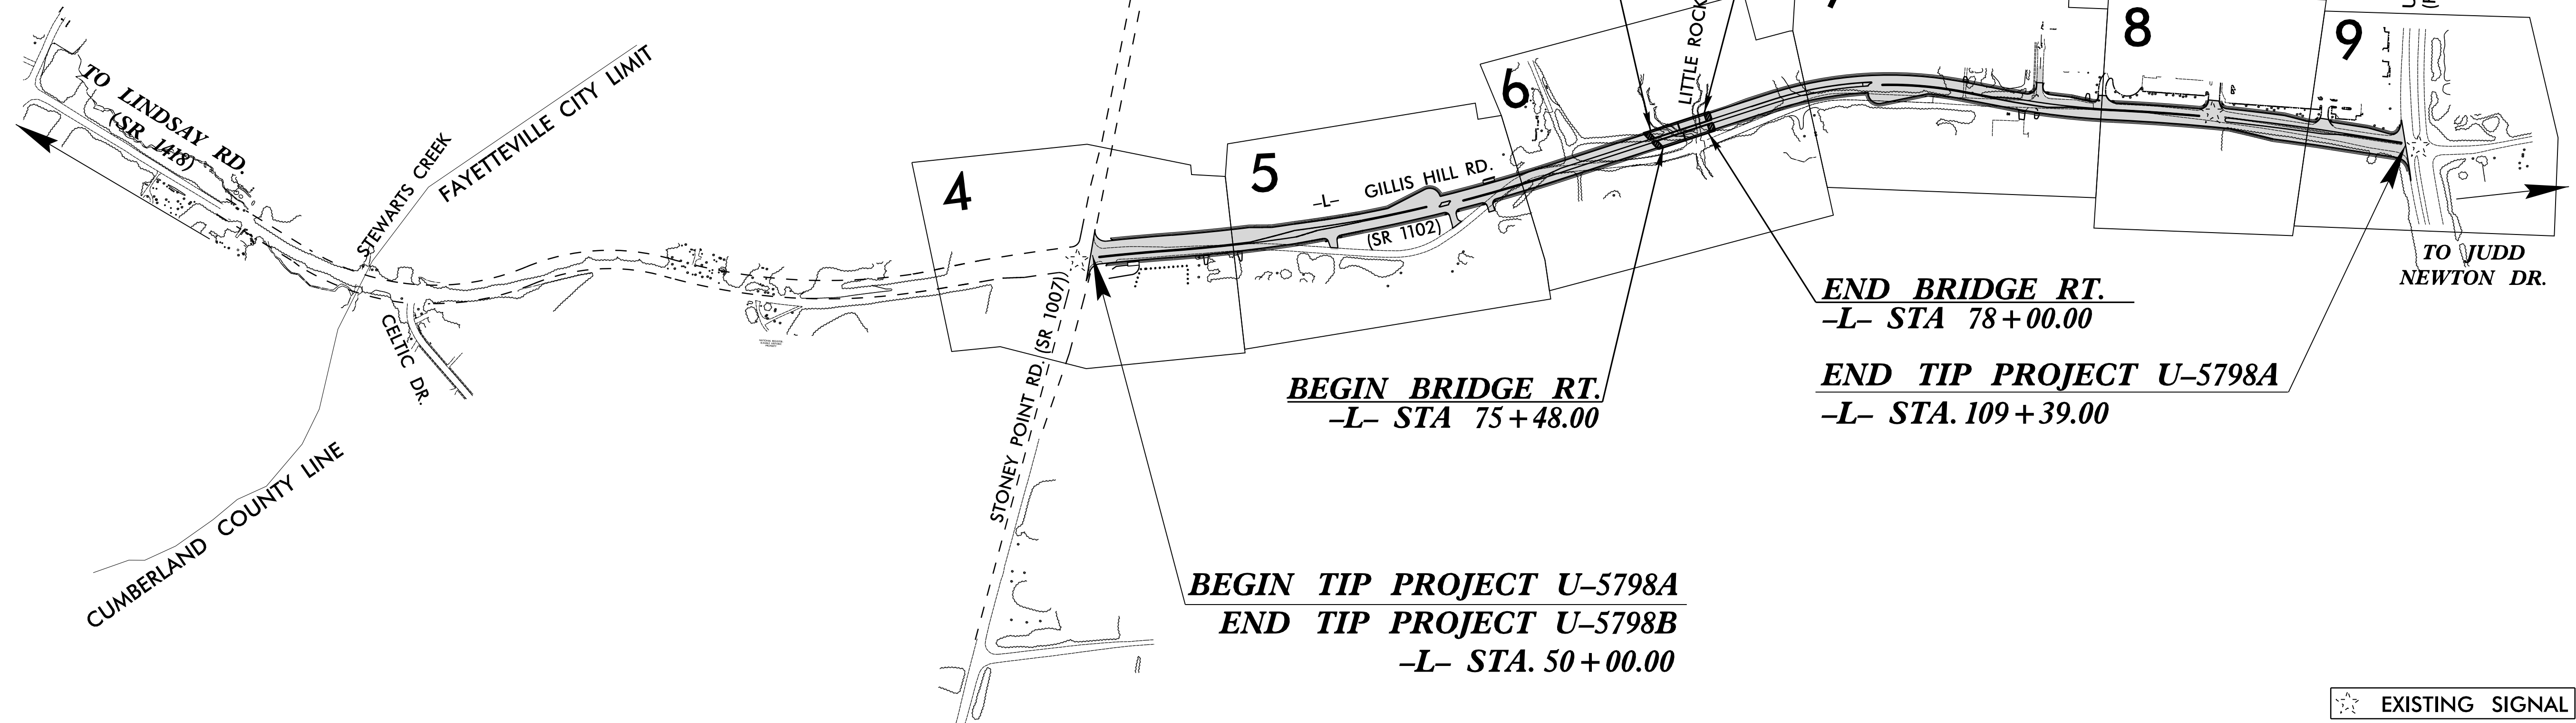 TO LINDSAY RD.
(SR 1418)
STEWARTS CREEK
FAYETTEVILLE CITY LIMIT
CELTIC DR.
CUMBERLAND COUNTY LINE
4
5
6
8
9
–L– GILLIS HILL RD.
(SR 1102)
LITTLE ROCK
STONEY POINT RD. (SR 1007))
TO JUDD
NEWTON DR.
END BRIDGE RT.
–L– STA 78+00.00
BEGIN BRIDGE RT.
–L– STA 75+48.00
END TIP PROJECT U–5798A
–L– STA. 109+39.00
BEGIN TIP PROJECT U–5798A
END TIP PROJECT U–5798B
–L– STA. 50+00.00
EXISTING SIGNAL